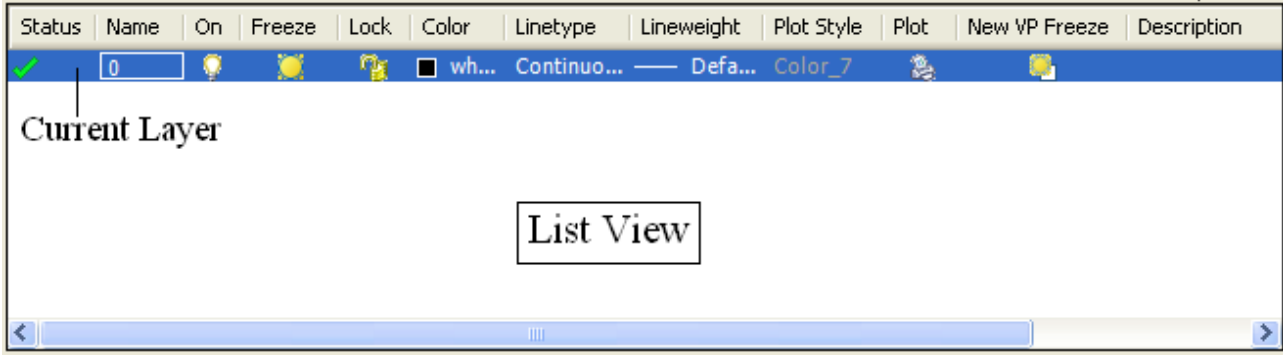 Status Name On Freeze Lock Color Linetype Lineweight Plot Style Plot New VP Freeze Description
0 wh... Continuo... Defa... Color_7
Current Layer
List View